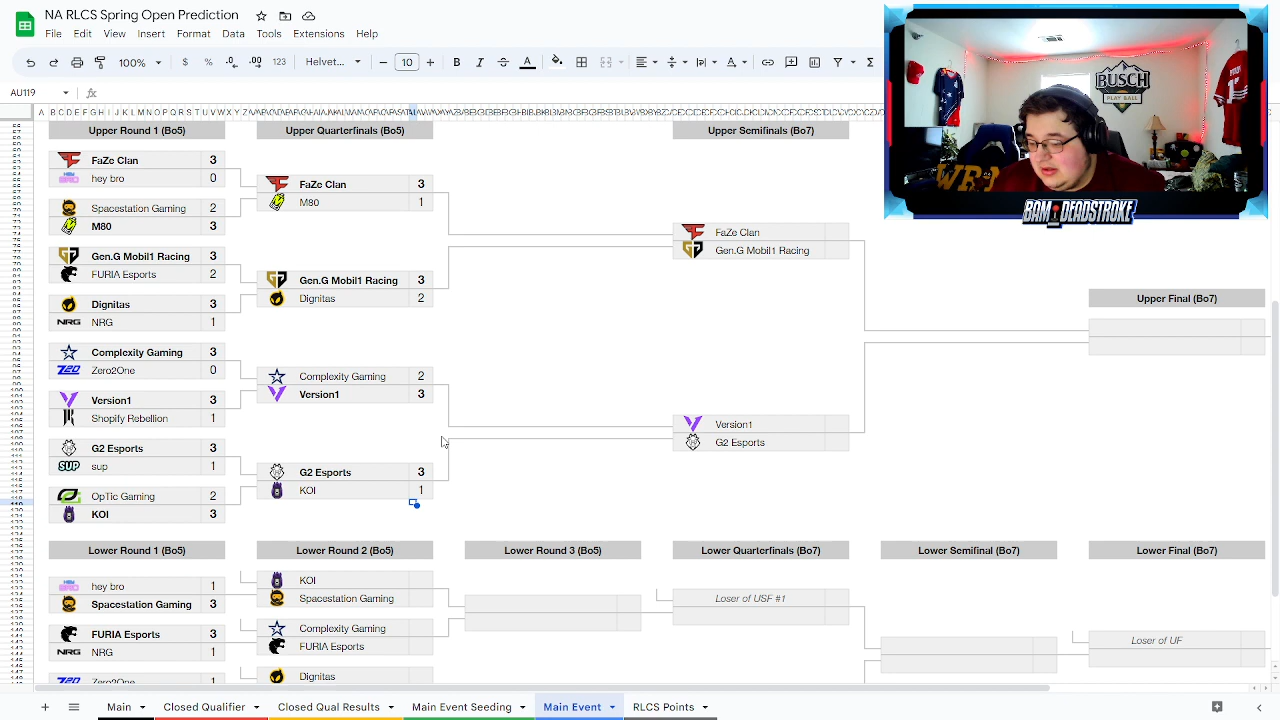 NA RLCS Spring Open Predictions
File Edit View Insert Format Data Tools Extensions Help
100% .0 .00 123 Helvet... 10 B I S A
AU119 fx
Upper Round 1 (Bo5) Upper Quarterfinals (Bo5) Upper Semifinals (Bo7)
FaZe Clan 3
hey bro 0
Spacestation Gaming
M80
Gen.G Mobil1 Racing 3
FURIA Esports 2
Dignitas 3
NRG 1
Complexity Gaming 3
Zero2One 0
Version1 3
Shopify Rebellion 1
G2 Esports 3
sup 1
OpTic Gaming 2
KOI 3
FaZe Clan 3
M80 1
Gen.G Mobil1 Racing 3
Dignitas 2
Complexity Gaming 2
Version1 3
G2 Esports 3
KOI 1
FaZe Clan
Gen.G Mobil1 Racing
Version1
G2 Esports
Upper Final (Bo7)
Lower Round 1 (Bo5) Lower Round 2 (Bo5) Lower Round 3 (Bo5) Lower Quarterfinals (Bo7) Lower Semifinal (Bo7) Lower Final (Bo7)
hey bro 1
Spacestation Gaming 3
FURIA Esports 3
NRG 1
Zero2One
KOI
Spacestation Gaming
Complexity Gaming
FURIA Esports
Dignitas
Loser of USF #1
Loser of UF
Main Closed Qualifier Closed Qual Results Main Event Seeding Main Event RLCS Points
BUSCH
PLAY BALL
BAM DEADSTROKE